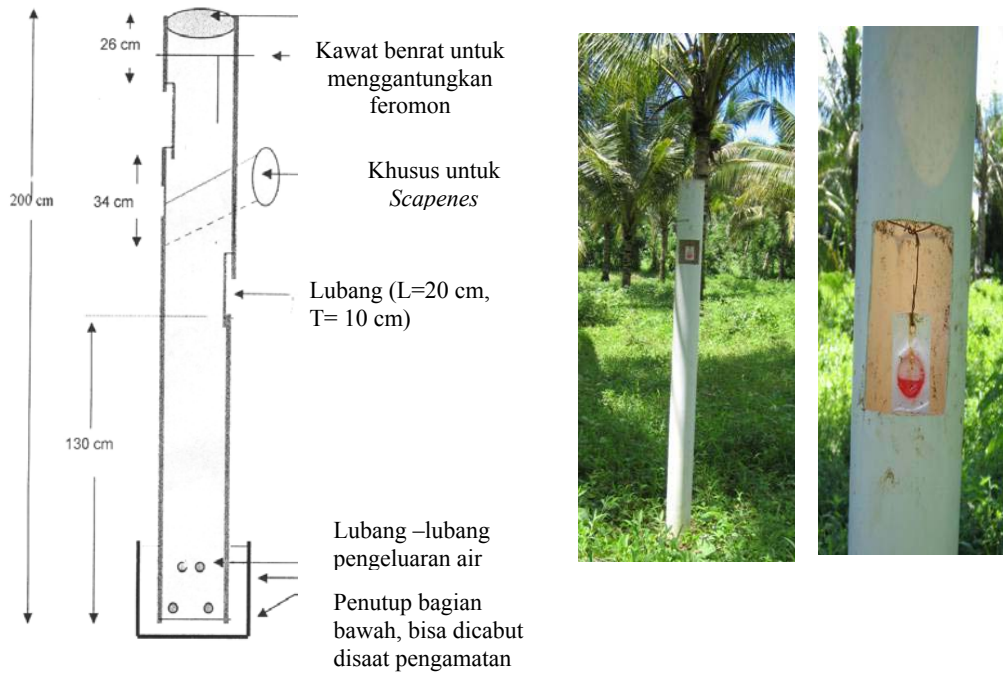 26 cm
Kawat benrat untuk
menggantungkan
feromon
200 cm
34 cm
Khusus untuk
Scapenes
Lubang (L=20 cm,
T= 10 cm)
130 cm
Lubang –lubang
pengeluaran air
Penutup bagian
bawah, bisa dicabut
disaat pengamatan